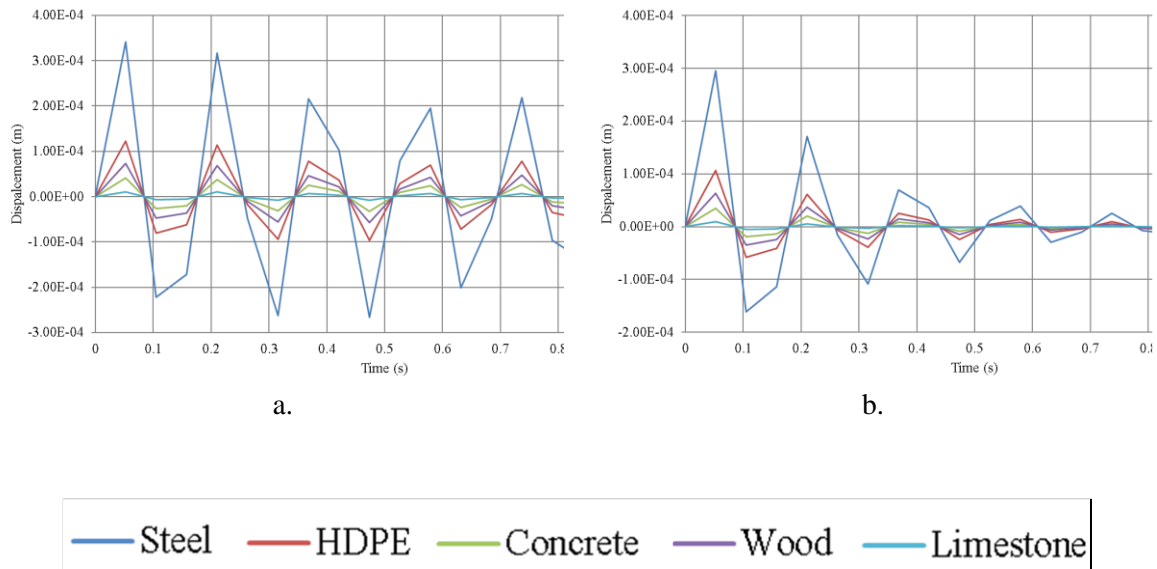 4.00E-04
3.00E-04
2.00E-04
1.00E-04
0.00E+00
-1.00E-04
-2.00E-04
-3.00E-04
Dispalcement (m)
0 0.1 0.2 0.3 0.4 0.5 0.6 0.7 0.8
Time (s)
a.
4.00E-04
3.00E-04
2.00E-04
1.00E-04
0.00E+00
-1.00E-04
-2.00E-04
Displacement (m)
0 0.1 0.2 0.3 0.4 0.5 0.6 0.7 0.8
Time (s)
b.
Steel HDPE Concrete Wood Limestone